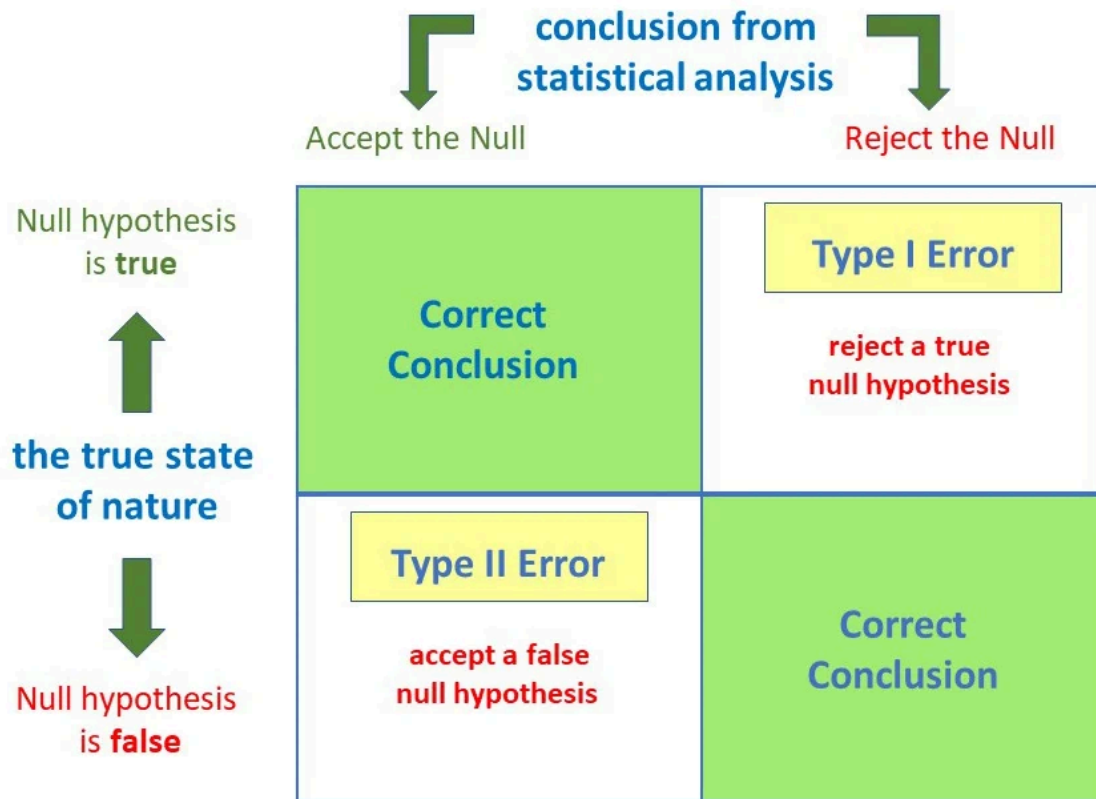 conclusion from
statistical analysis
Accept the Null
Reject the Null
Null hypothesis
is true
Type I Error
Correct
Conclusion
reject a true
null hypothesis
the true state
of nature
Type II Error
accept a false
null hypothesis
Correct
Conclusion
Null hypothesis
is false